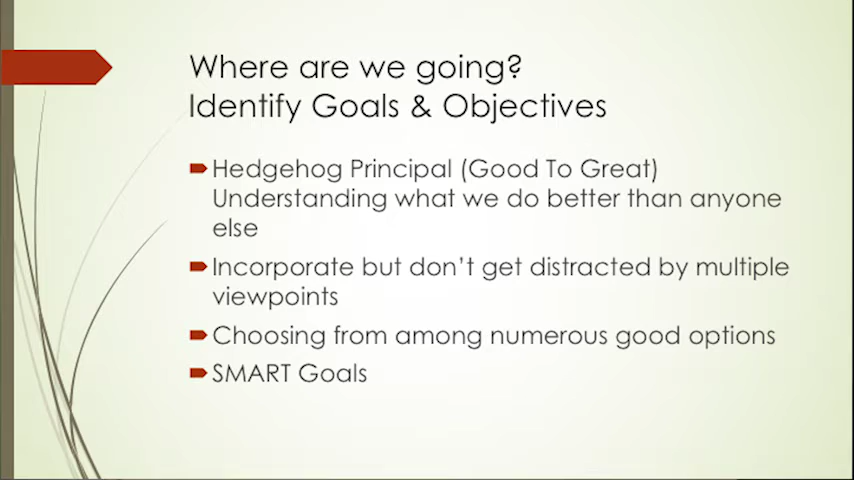 Where are we going?
Identify Goals & Objectives
Hedgehog Principal (Good To Great)
Understanding what we do better than anyone
else
Incorporate but don't get distracted by multiple
viewpoints
Choosing from among numerous good options
SMART Goals